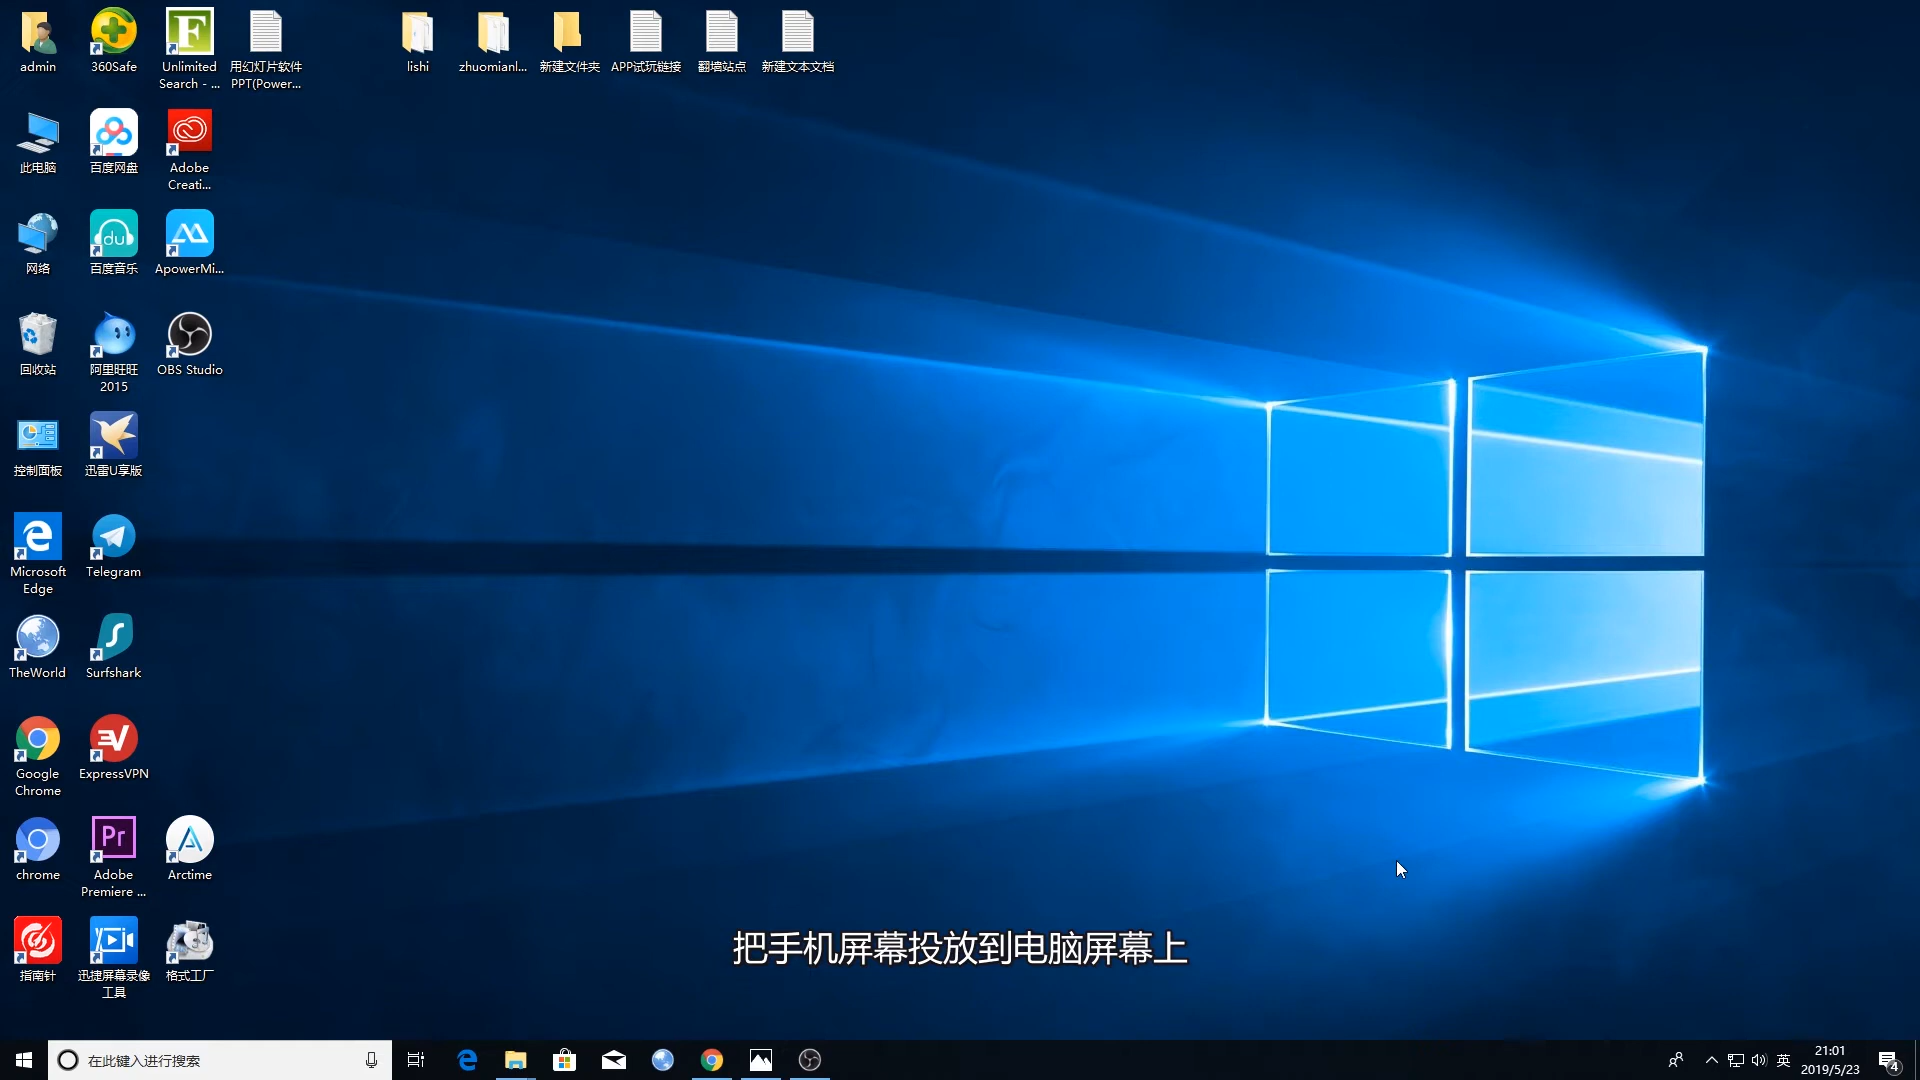 admin
360Safe
Unlimited
Search - ...
用幻灯片软件
PPT(Power...
lishi
zhuomianl...
新建文件夹
APP试玩链接
翻墙站点
新建文本文档
此电脑
百度网盘
Adobe
Creati...
网络
du
百度音乐
ApowerMi...
回收站
阿里旺旺
2015
OBS Studio
控制面板
迅雷U享版
Microsoft
Edge
Telegram
TheWorld
Surfshark
Google
Chrome
ExpressVPN
chrome
Pr
Adobe
Premiere ...
Arctime
指南针
迅捷屏幕录像
工具
格式工厂
把手机屏幕投放到电脑屏幕上
在此键入进行搜索
英
21:01
2019/5/23
4